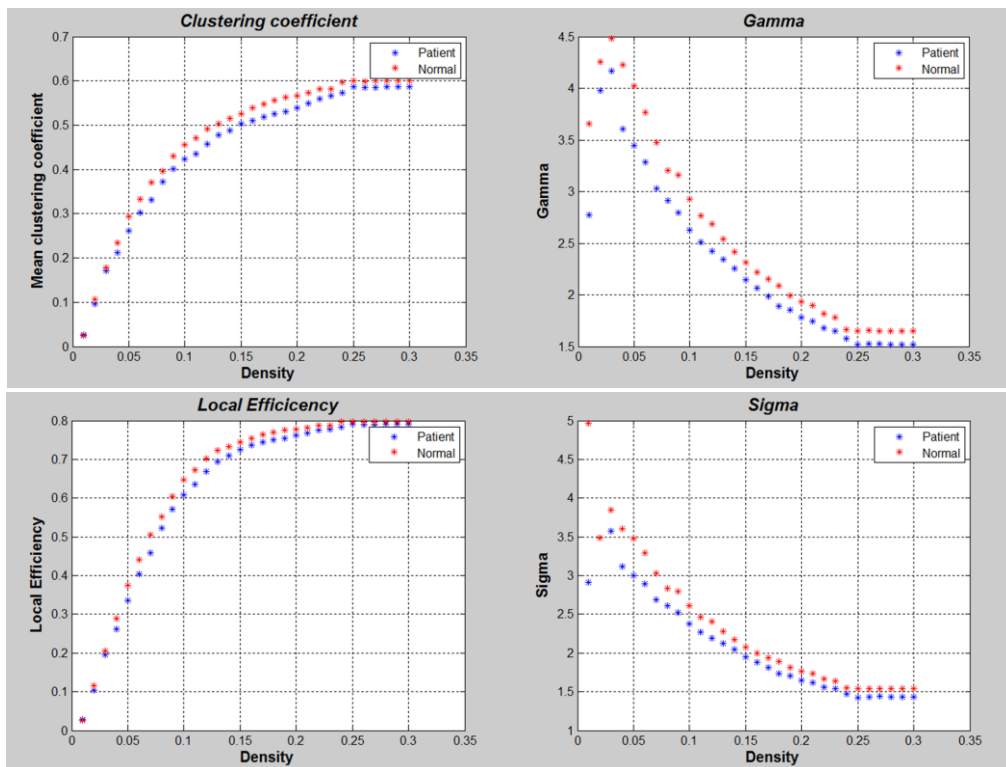 Clustering coefficient
0.7
0.6
0.5
0.4
0.3
0.2
0.1
0
Mean clustering coefficient
Patient
Normal
0 0.05 0.1 0.15 0.2 0.25 0.3 0.35
Density
Gamma
4.5
4
3.5
3
2.5
2
1.5
Gamma
Patient
Normal
0 0.05 0.1 0.15 0.2 0.25 0.3 0.35
Density
Local Efficicency
0.8
0.7
0.6
0.5
0.4
0.3
0.2
0.1
0
Local Efficiency
Patient
Normal
0 0.05 0.1 0.15 0.2 0.25 0.3 0.35
Density
Sigma
5
4.5
4
3.5
3
2.5
2
1.5
1
Sigma
Patient
Normal
0 0.05 0.1 0.15 0.2 0.25 0.3 0.35
Density